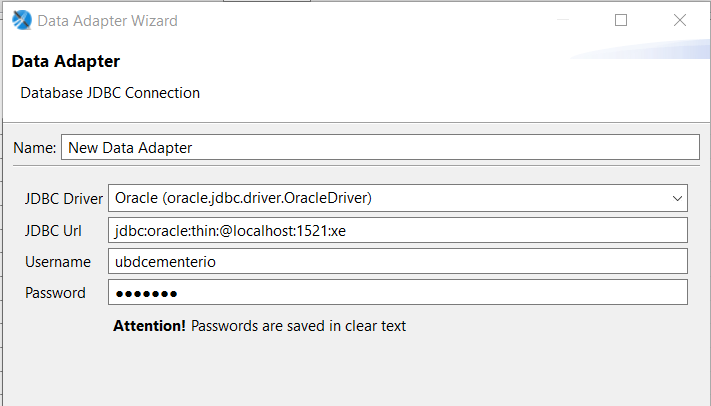 Data Adapter Wizard
Data Adapter
Database JDBC Connection
Name: New Data Adapter
JDBC Driver Oracle (oracle.jdbc.driver.OracleDriver)
JDBC Url jdbc:oracle:thin:@localhost:1521:xe
Username ubdcementerio
Password ●●●●●●●
Attention! Passwords are saved in clear text